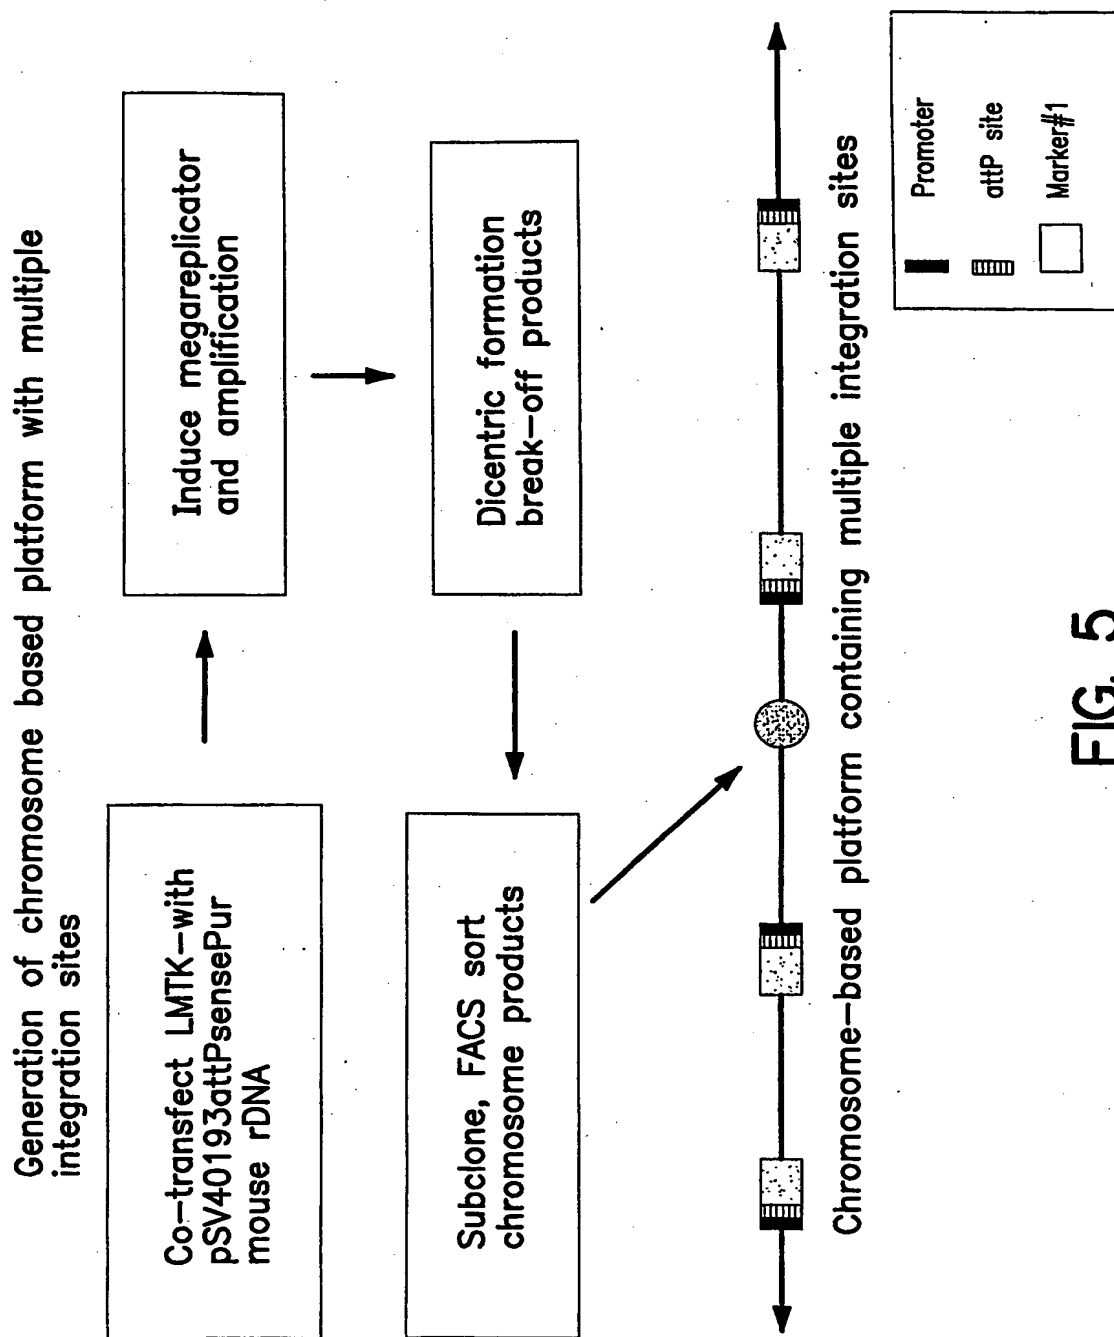 Generation of chromosome based platform with multiple
integration sites
Co-transfect LMTK-with
pSV40193attPsensePur
mouse rDNA
Induce megareplicator
and amplification
Dicentric formation
break-off products
Subclone, FACS sort
chromosome products
Chromosome-based platform containing multiple integration sites
Promoter
attP site
Marker#1
FIG. 5